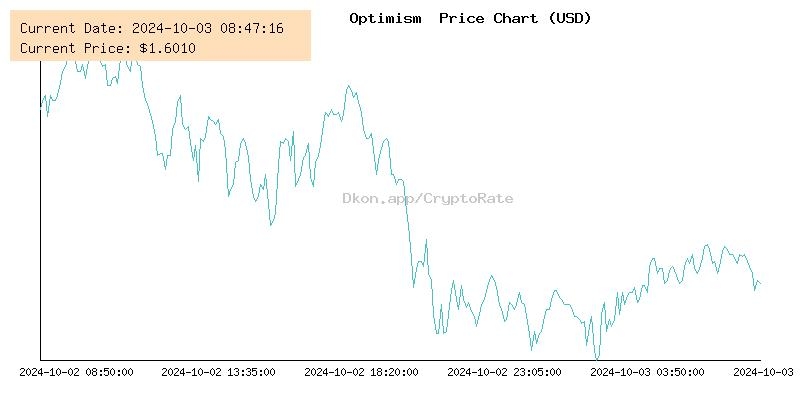 Optimism  Price Chart (USD)
Current Date: 2024-10-03 08:47:16
Current Price: $1.6010
Dkon.app/CryptoRate
2024-10-02 08:50:00 2024-10-02 13:35:00 2024-10-02 18:20:00 2024-10-02 23:05:00 2024-10-03 03:50:00 2024-10-03